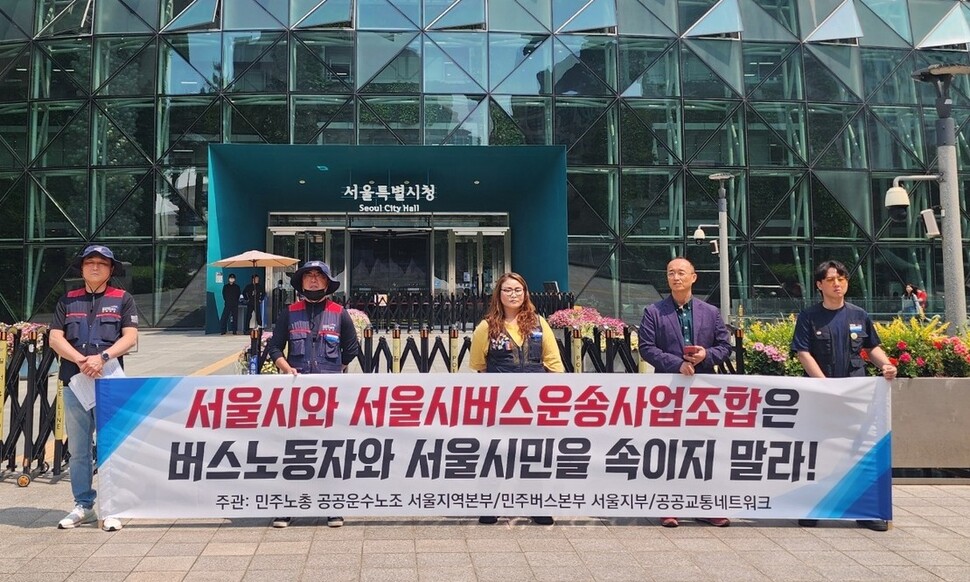 서울특별시청
Seoul City Hall
서울시와 서울시버스운송사업조합은
버스노동자와 서울시민을 속이지 말라!
주관: 민주노총 공공운수노조 서울지역본부/민주버스본부 서울지부/공공교통네트워크